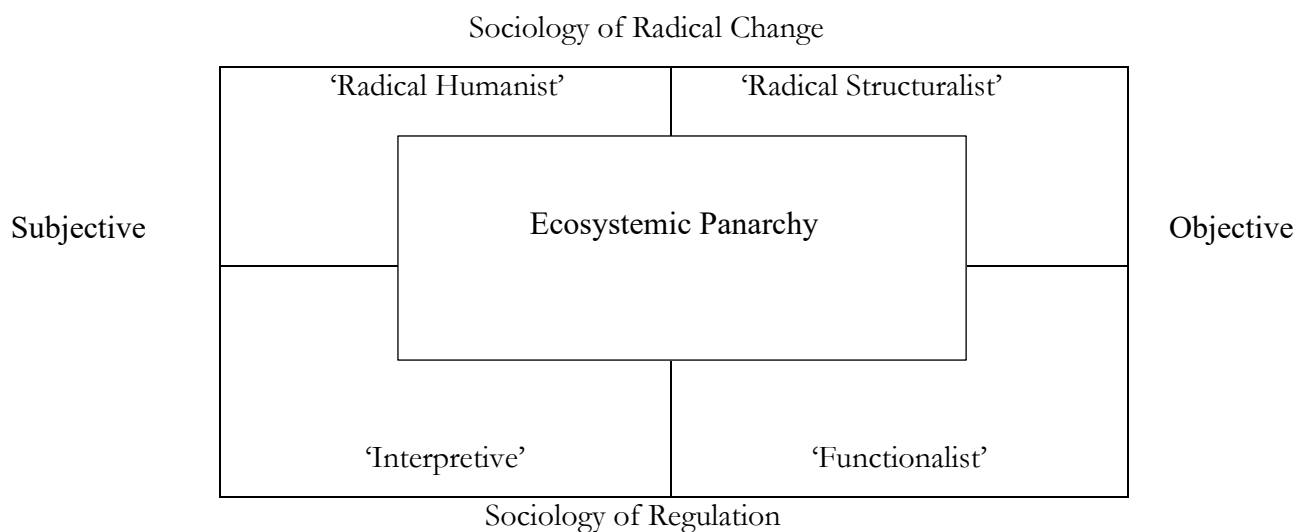 Sociology of Radical Change
‘Radical Humanist’ ‘Radical Structuralist’
Subjective
Ecosystemic Panarchy
Objective
‘Interpretive’ ‘Functionalist’
Sociology of Regulation